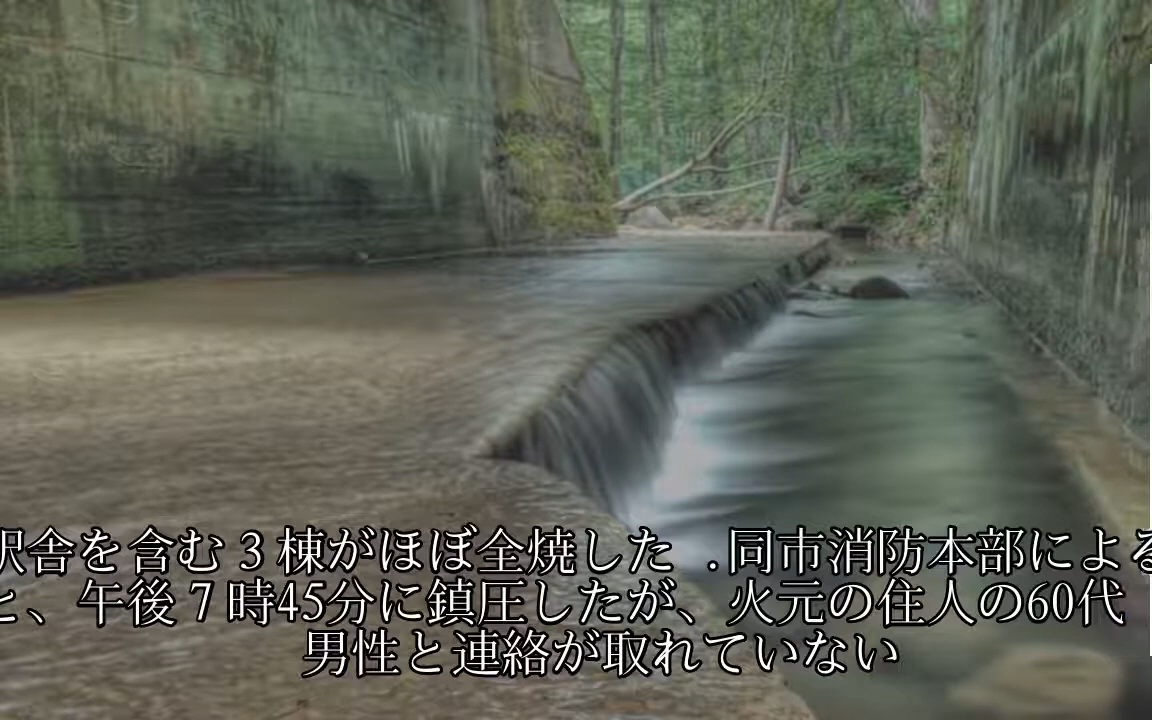 駅舎を含む3棟がほぼ全焼した .同市消防本部による
と、午後7時45分に鎮圧したが、火元の住人の60代
男性と連絡が取れていない